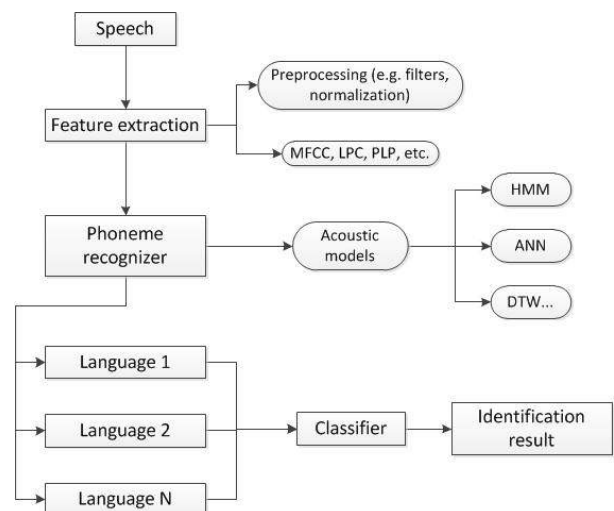 Speech
Preprocessing (e.g. filters,
normalization)
Feature extraction
MFCC, LPC, PLP, etc.
HMM
Phoneme
recognizer
Acoustic
models
ANN
DTW...
Language 1
Language 2
Classifier
Identification
result
Language N